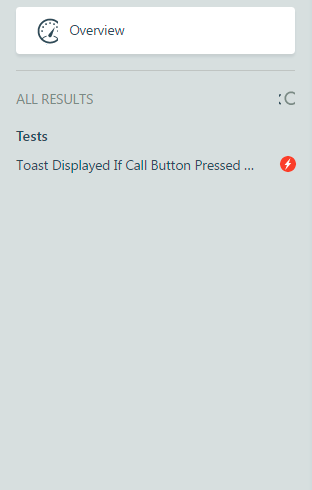 Overview
ALL RESULTS
Tests
Toast Displayed If Call Button Pressed ...